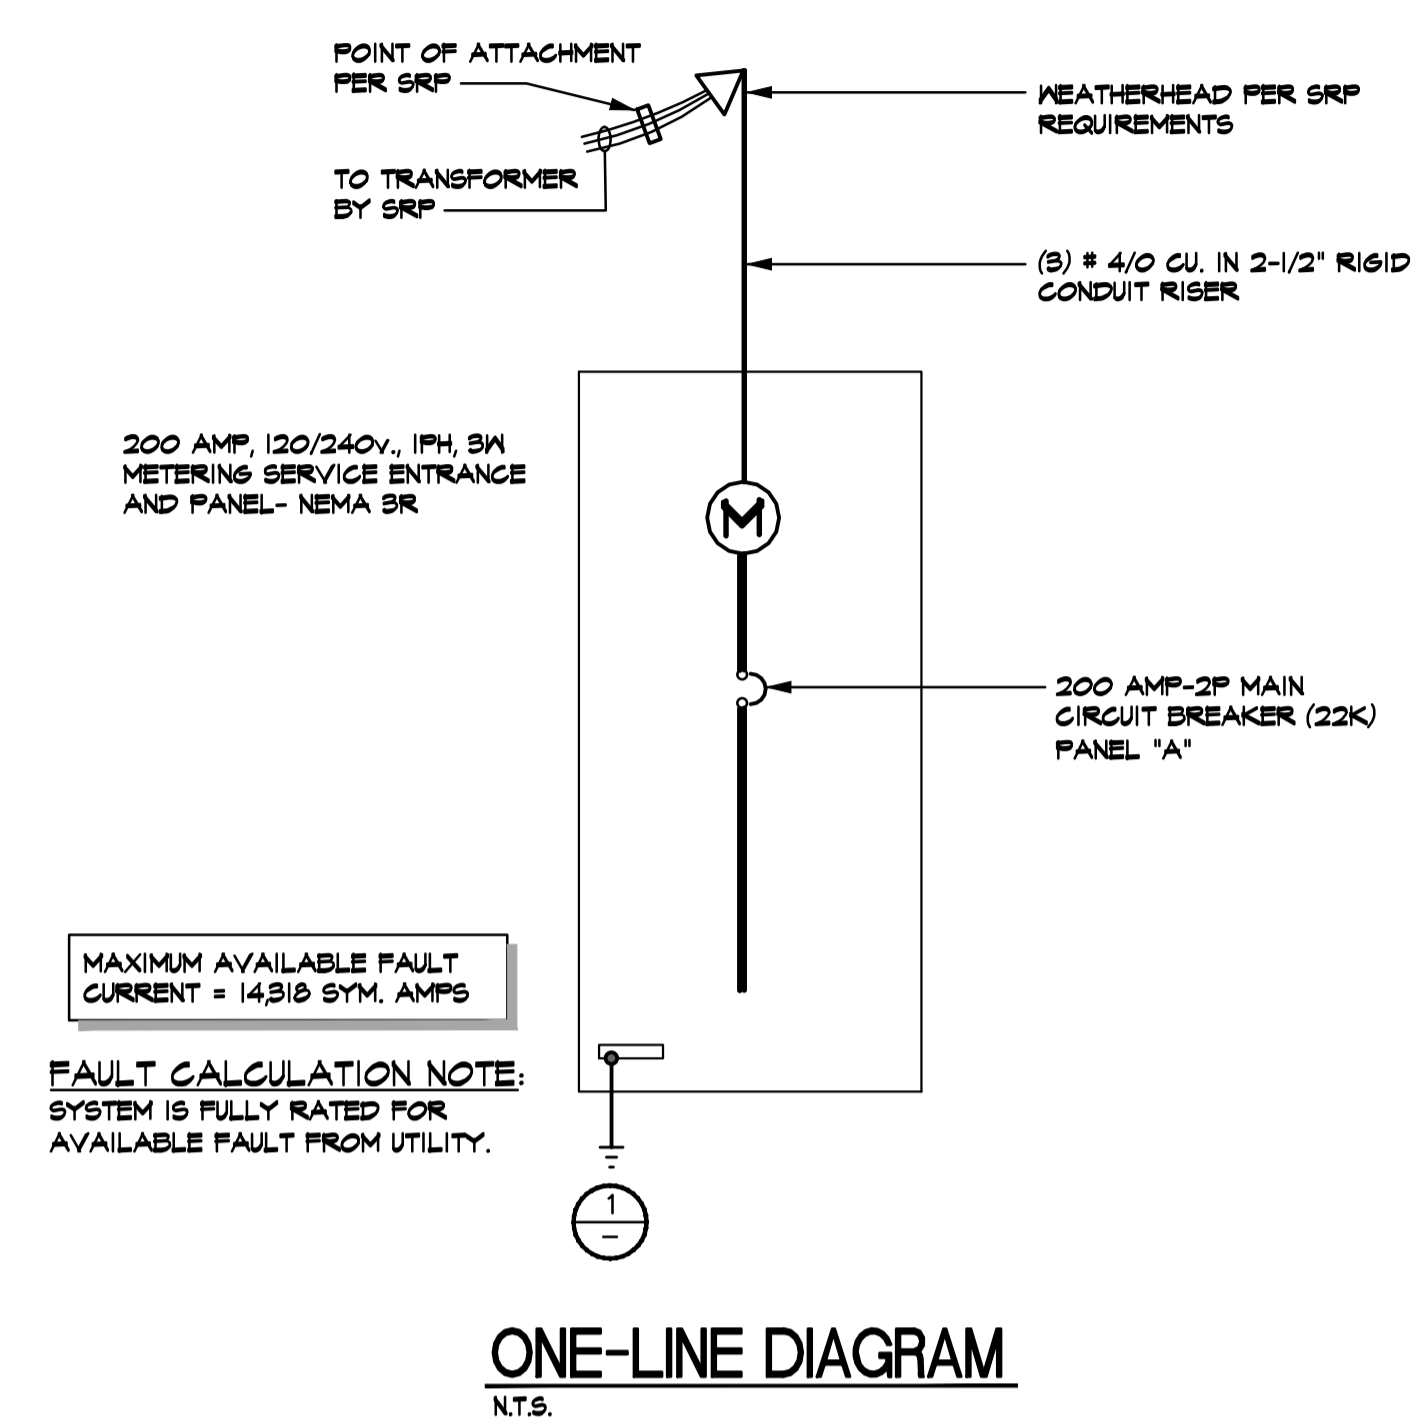 POINT OF ATTACHMENT
PER SRP
WEATHERHEAD PER SRP
REQUIREMENTS
TO TRANSFORMER
BY SRP
(3) # 4/0 CU. IN 2-1/2" RIGID
CONDUIT RISER
200 AMP, 120/240v., 1PH, 3W
METERING SERVICE ENTRANCE
AND PANEL- NEMA 3R
M
200 AMP-2P MAIN
CIRCUIT BREAKER (22K)
PANEL "A"
MAXIMUM AVAILABLE FAULT
CURRENT = 14,318 SYM. AMPS
FAULT CALCULATION NOTE:
SYSTEM IS FULLY RATED FOR
AVAILABLE FAULT FROM UTILITY.
1
-
ONE-LINE DIAGRAM
N.T.S.